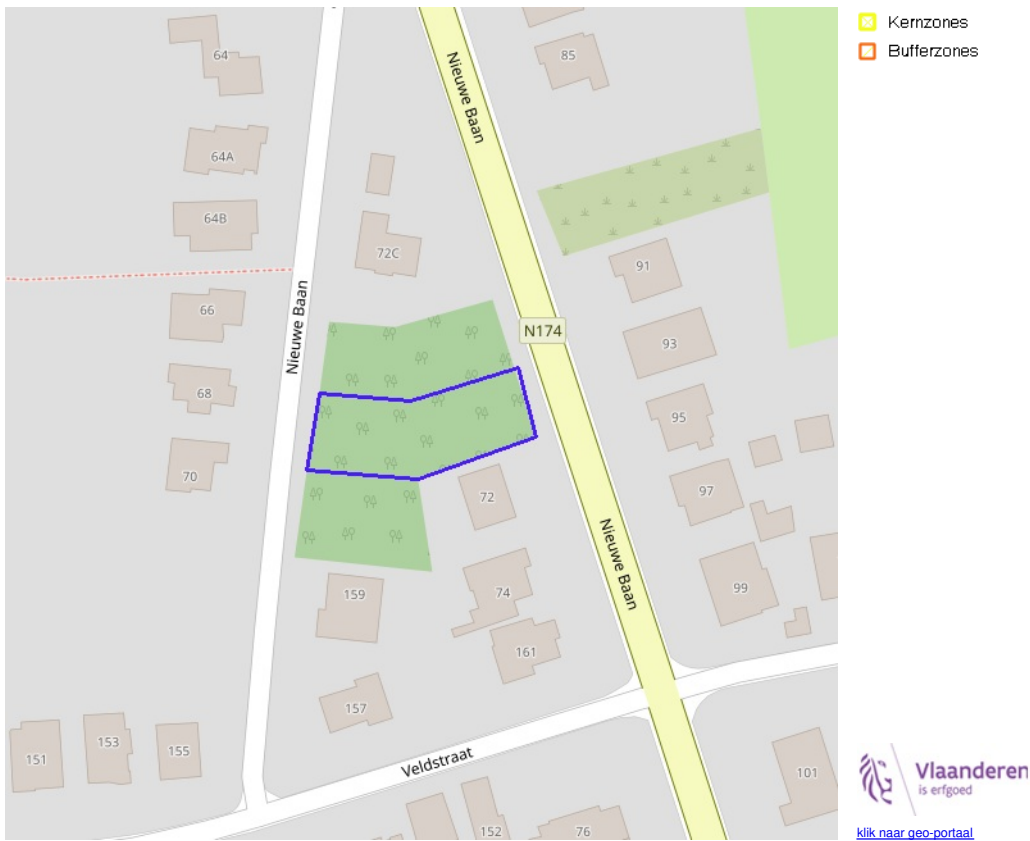 Kernzones
Bufferzones
64
85
Nieuwe Baan
64A
64B
72C
91
66
Nieuwe Baan
N174
93
68
95
70
72
97
Nieuwe Baan
159
74
99
161
157
151
153
155
Veldstraat
101
152
76
Vlaanderen
is erfgoed
klik naar geo-portaal